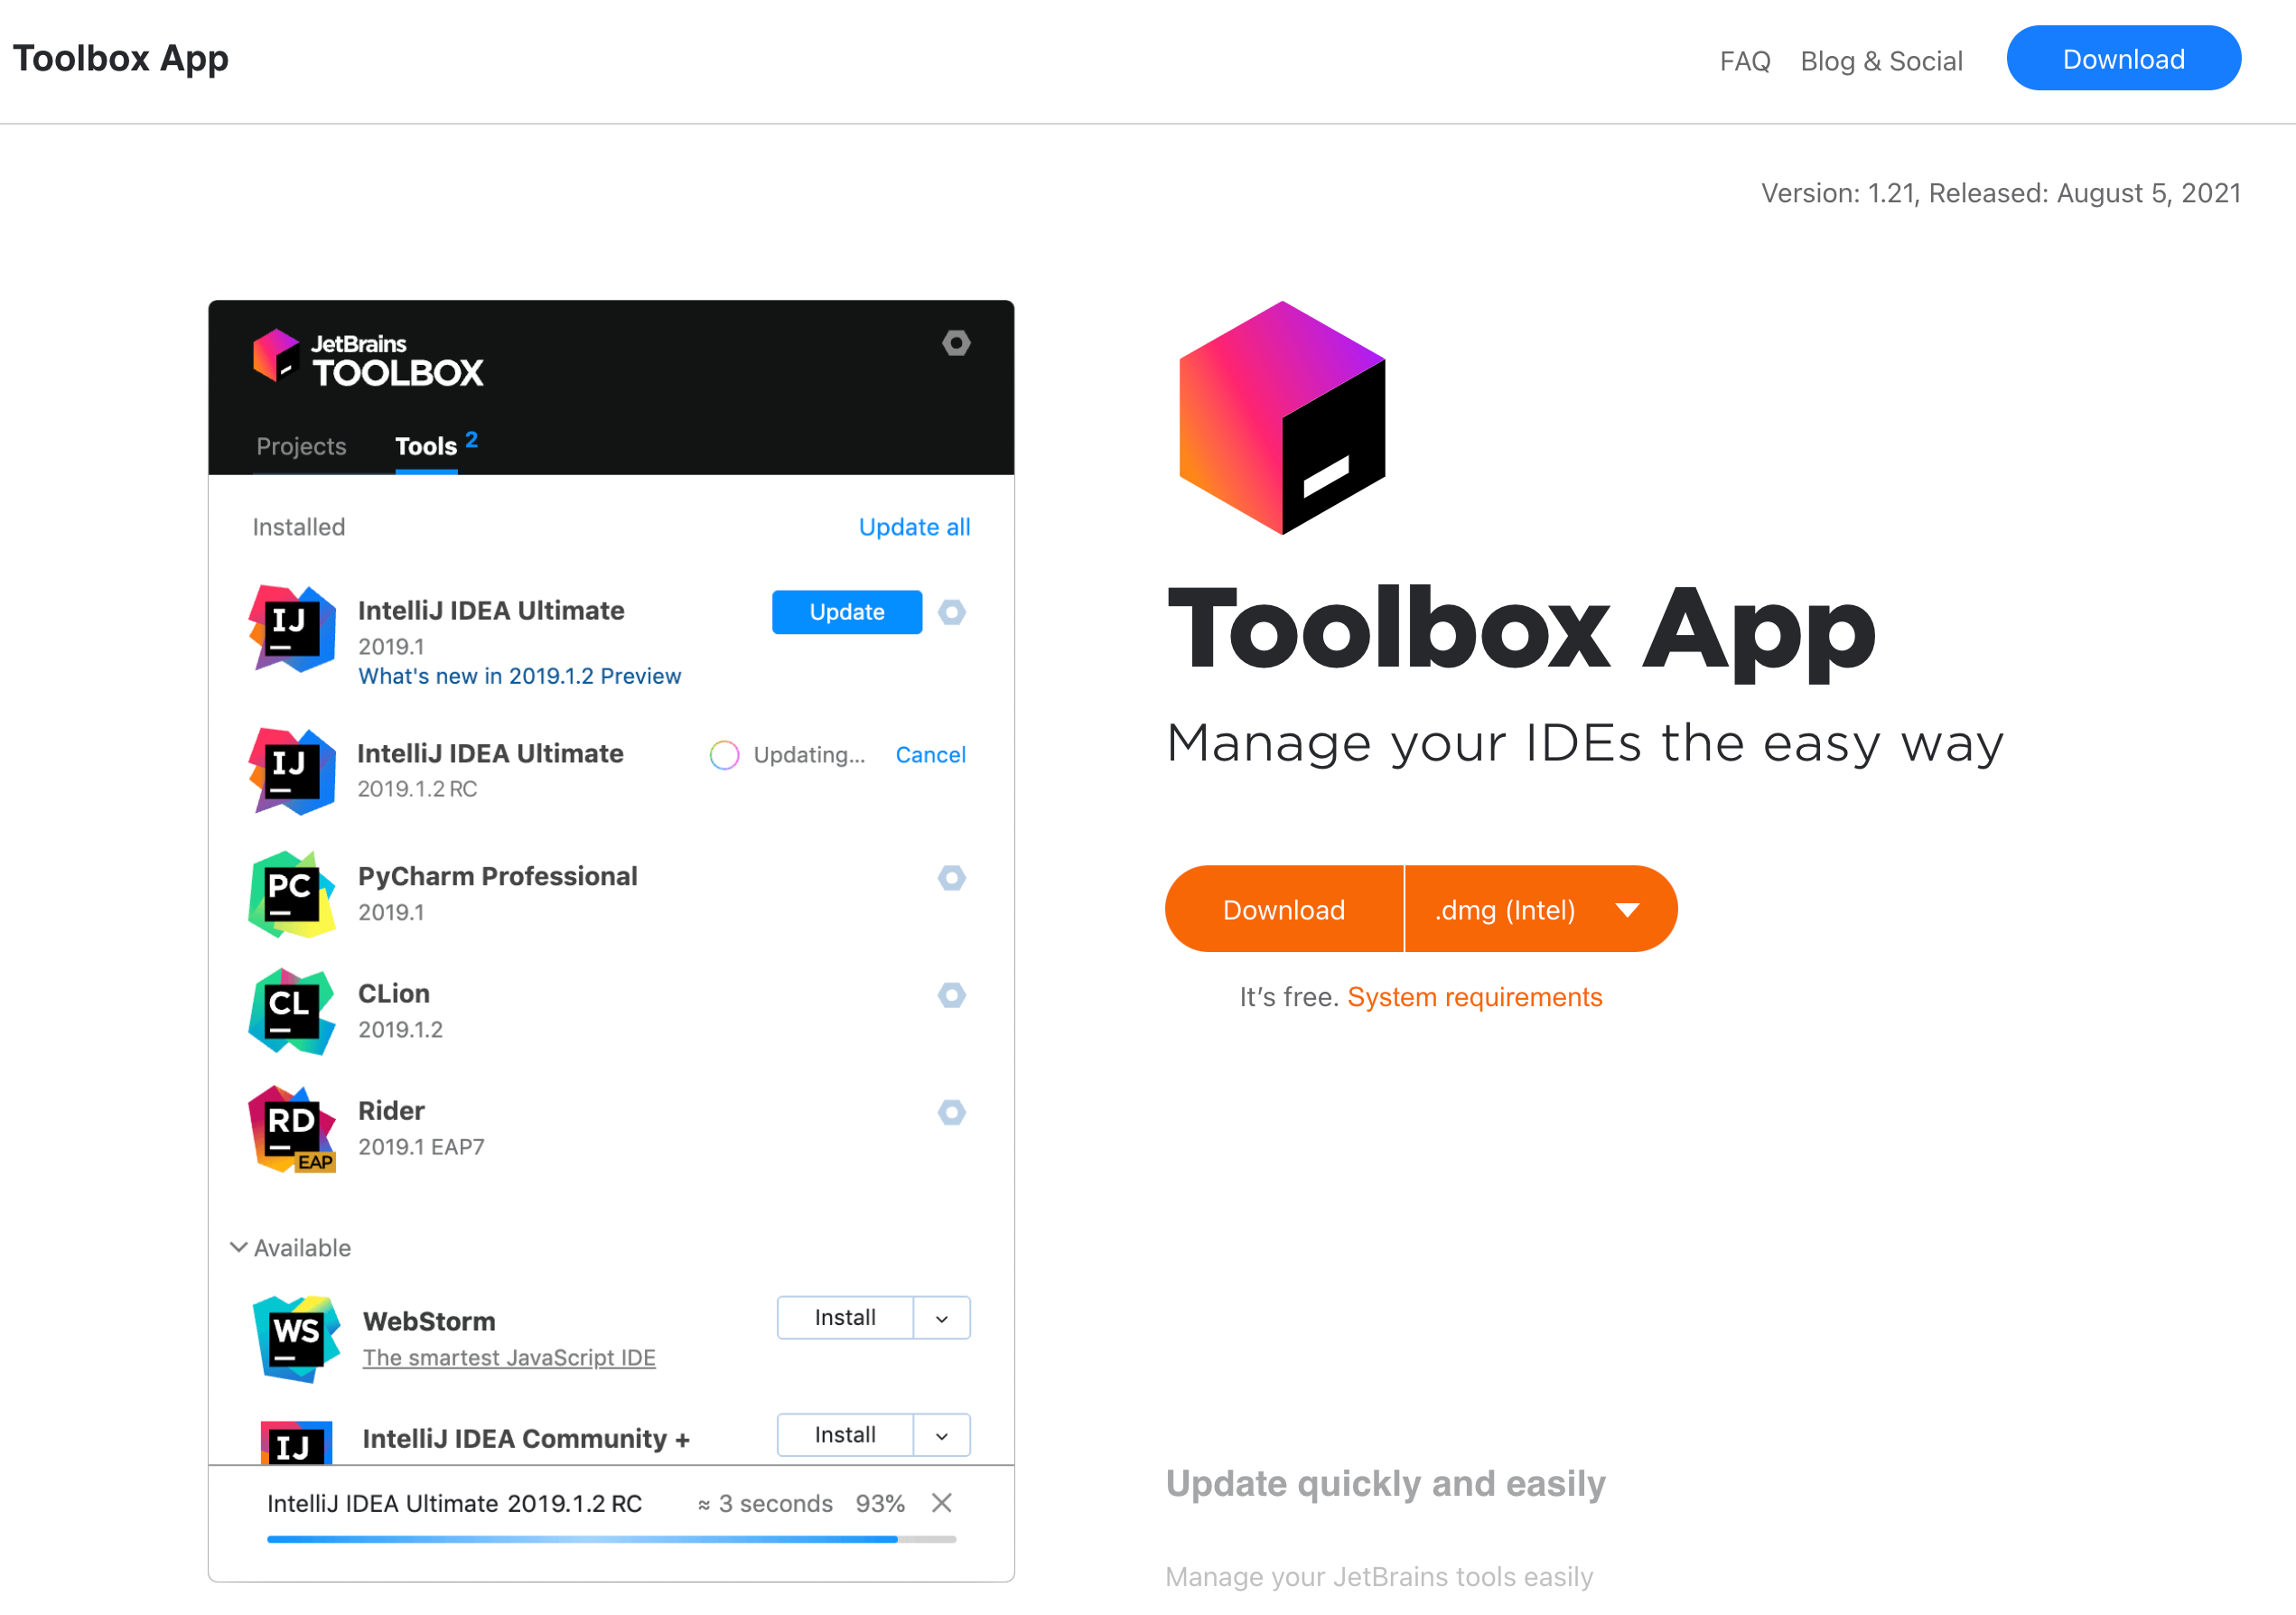 Toolbox App
FAQ Blog & Social Download
Version: 1.21, Released: August 5, 2021
JetBrains
TOOLBOX
Projects Tools 2
Installed Update all
IJ
IntelliJ IDEA Ultimate Update
2019.1
What's new in 2019.1.2 Preview
IJ
IntelliJ IDEA Ultimate Updating... Cancel
2019.1.2 RC
PC
PyCharm Professional
2019.1
CL
CLion
2019.1.2
RD
EAP
Rider
2019.1 EAP7
Available
WS
WebStorm Install
The smartest JavaScript IDE
IJ
IntelliJ IDEA Community + Install
IntelliJ IDEA Ultimate 2019.1.2 RC ≈ 3 seconds 93%
Toolbox App
Manage your IDEs the easy way
Download .dmg (Intel)
It’s free. System requirements
Update quickly and easily
Manage your JetBrains tools easily